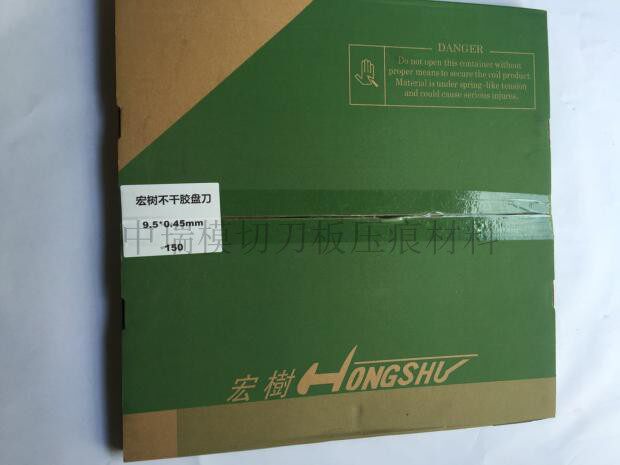 DANGER
Do not open this container without
proper means to secure the coil product.
Material is under spring-like tension
and could cause serious injures.
宏树不干胶盘刀
9.5*0.45mm
150
中瑞模切刀板压痕材料
宏樹 HONGSHU